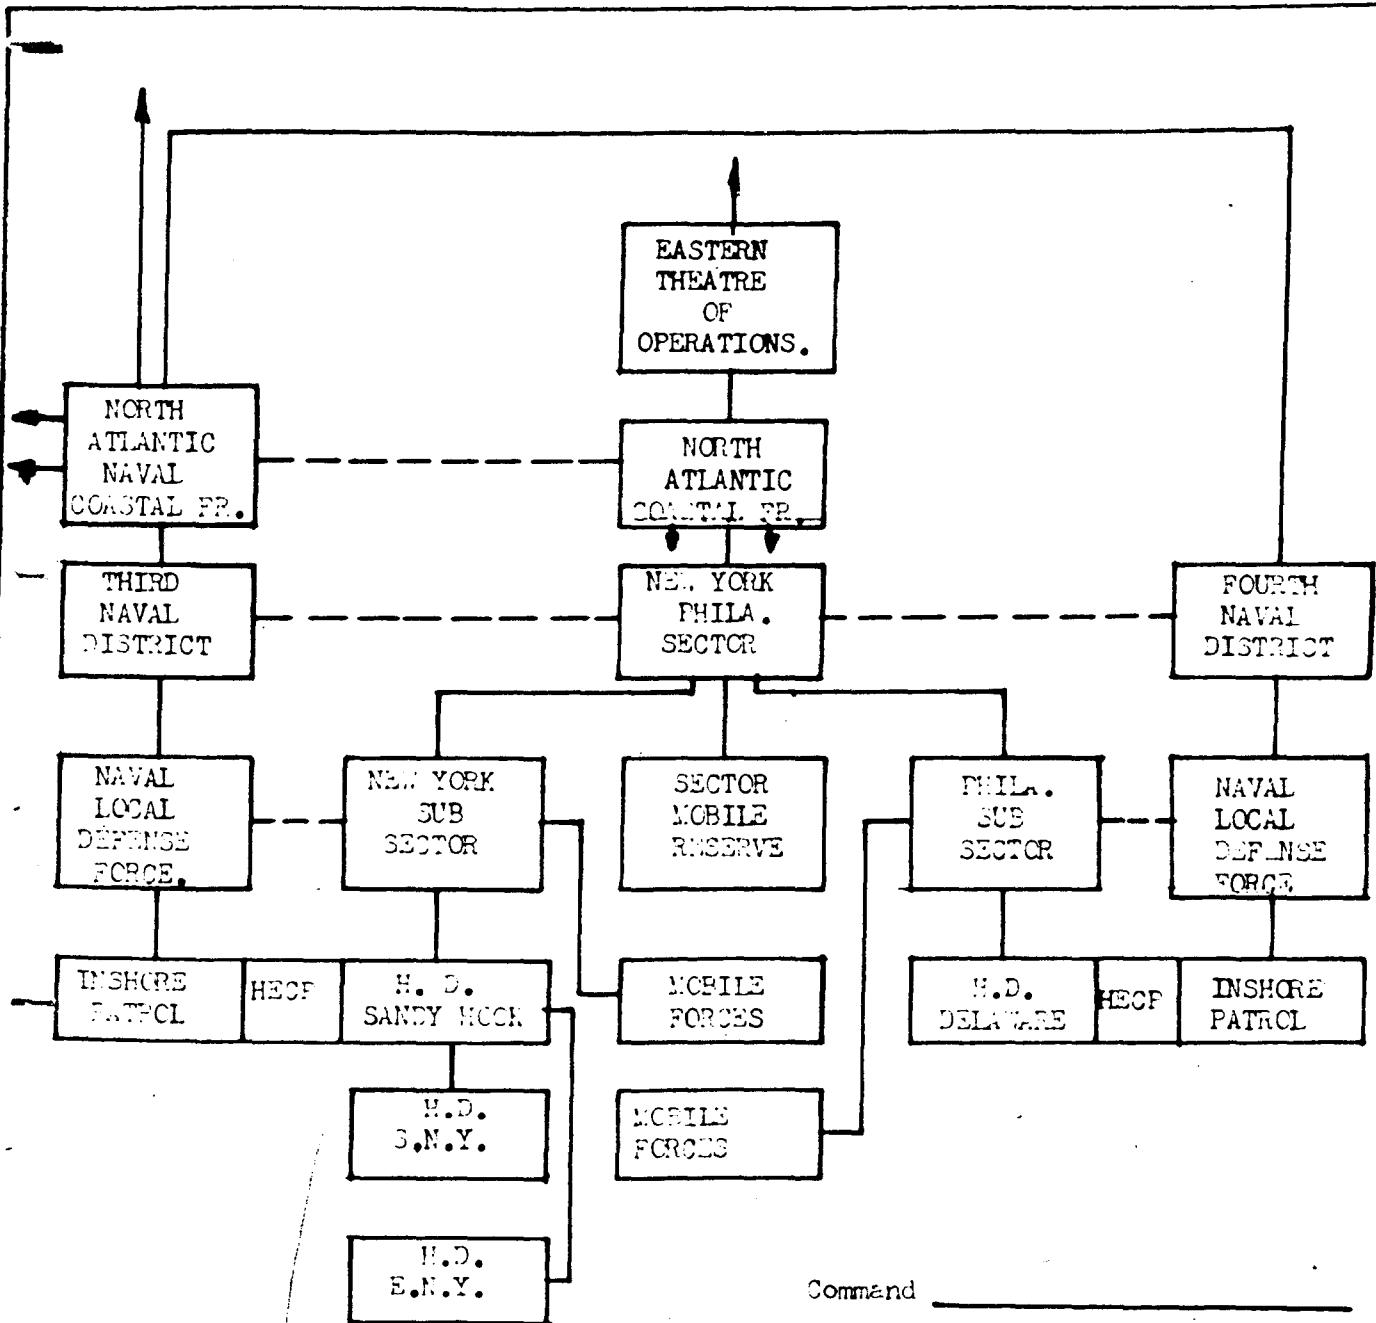 EASTERN
THEATRE
OF
OPERATIONS.
NORTH
ATLANTIC
NAVAL
COASTAL FR.
NORTH
ATLANTIC
COASTAL FR.
THIRD
NAVAL
DISTRICT
NEW YORK
PHILA.
SECTOR
FOURTH
NAVAL
DISTRICT
NAVAL
LOCAL
DEFENSE
FORCE.
NEW YORK
SUB
SECTOR
SECTOR
MOBILE
RESERVE
PHILA.
SUB
SECTOR
NAVAL
LOCAL
DEFENSE
FORCE
INSHORE
PATROL
HECP
H. D.
SANDY HOOK
MOBILE
FORCES
H.D.
DELAWARE
HECP
INSHORE
PATROL
H.D.
S.N.Y.
MOBILE
FORCES
H.D.
E.N.Y.
Command